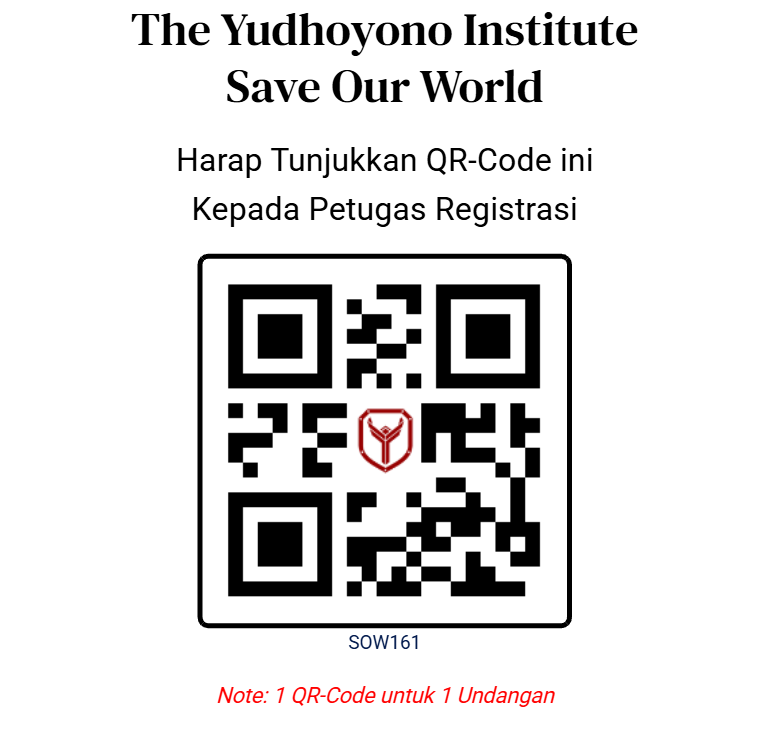 The Yudhoyono Institute
Save Our World
Harap Tunjukkan QR-Code ini
Kepada Petugas Registrasi
SOW161
Note: 1 QR-Code untuk 1 Undangan